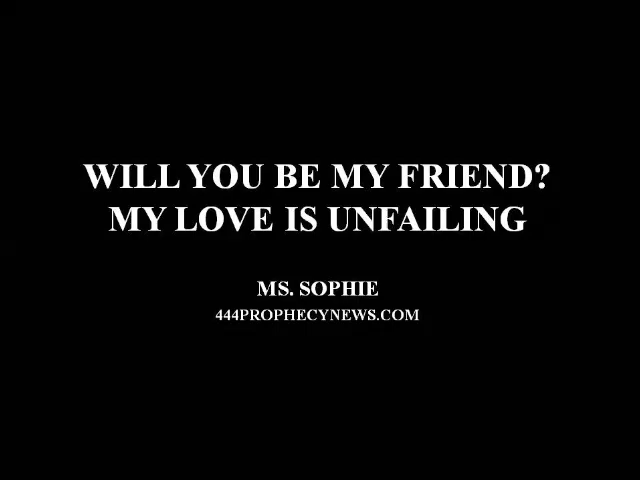 WILL YOU BE MY FRIEND?
MY LOVE IS UNFAILING
MS. SOPHIE
444PROPHECYNEWS.COM